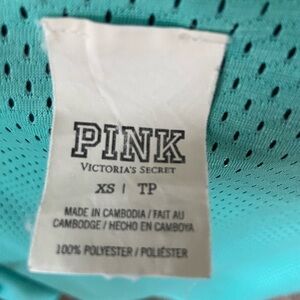 PINK
VICTORIA'S SECRET
XS | TP
MADE IN CAMBODIA / FAIT AU
CAMBODGE / HECHO EN CAMBOYA
100% POLYESTER / POLIÉSTER